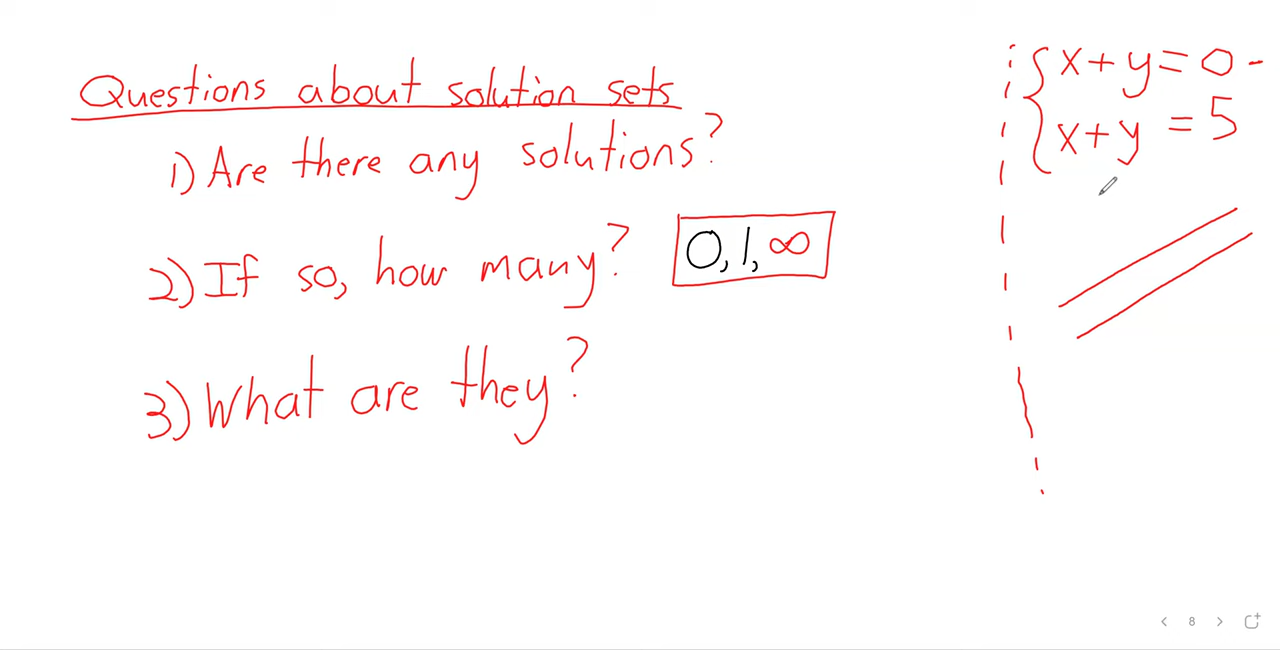 Questions about solution sets
1) Are there any solutions?
2) If so, how many? 0, 1, ∞
3) What are they?
x + y = 0 -
x + y = 5
8